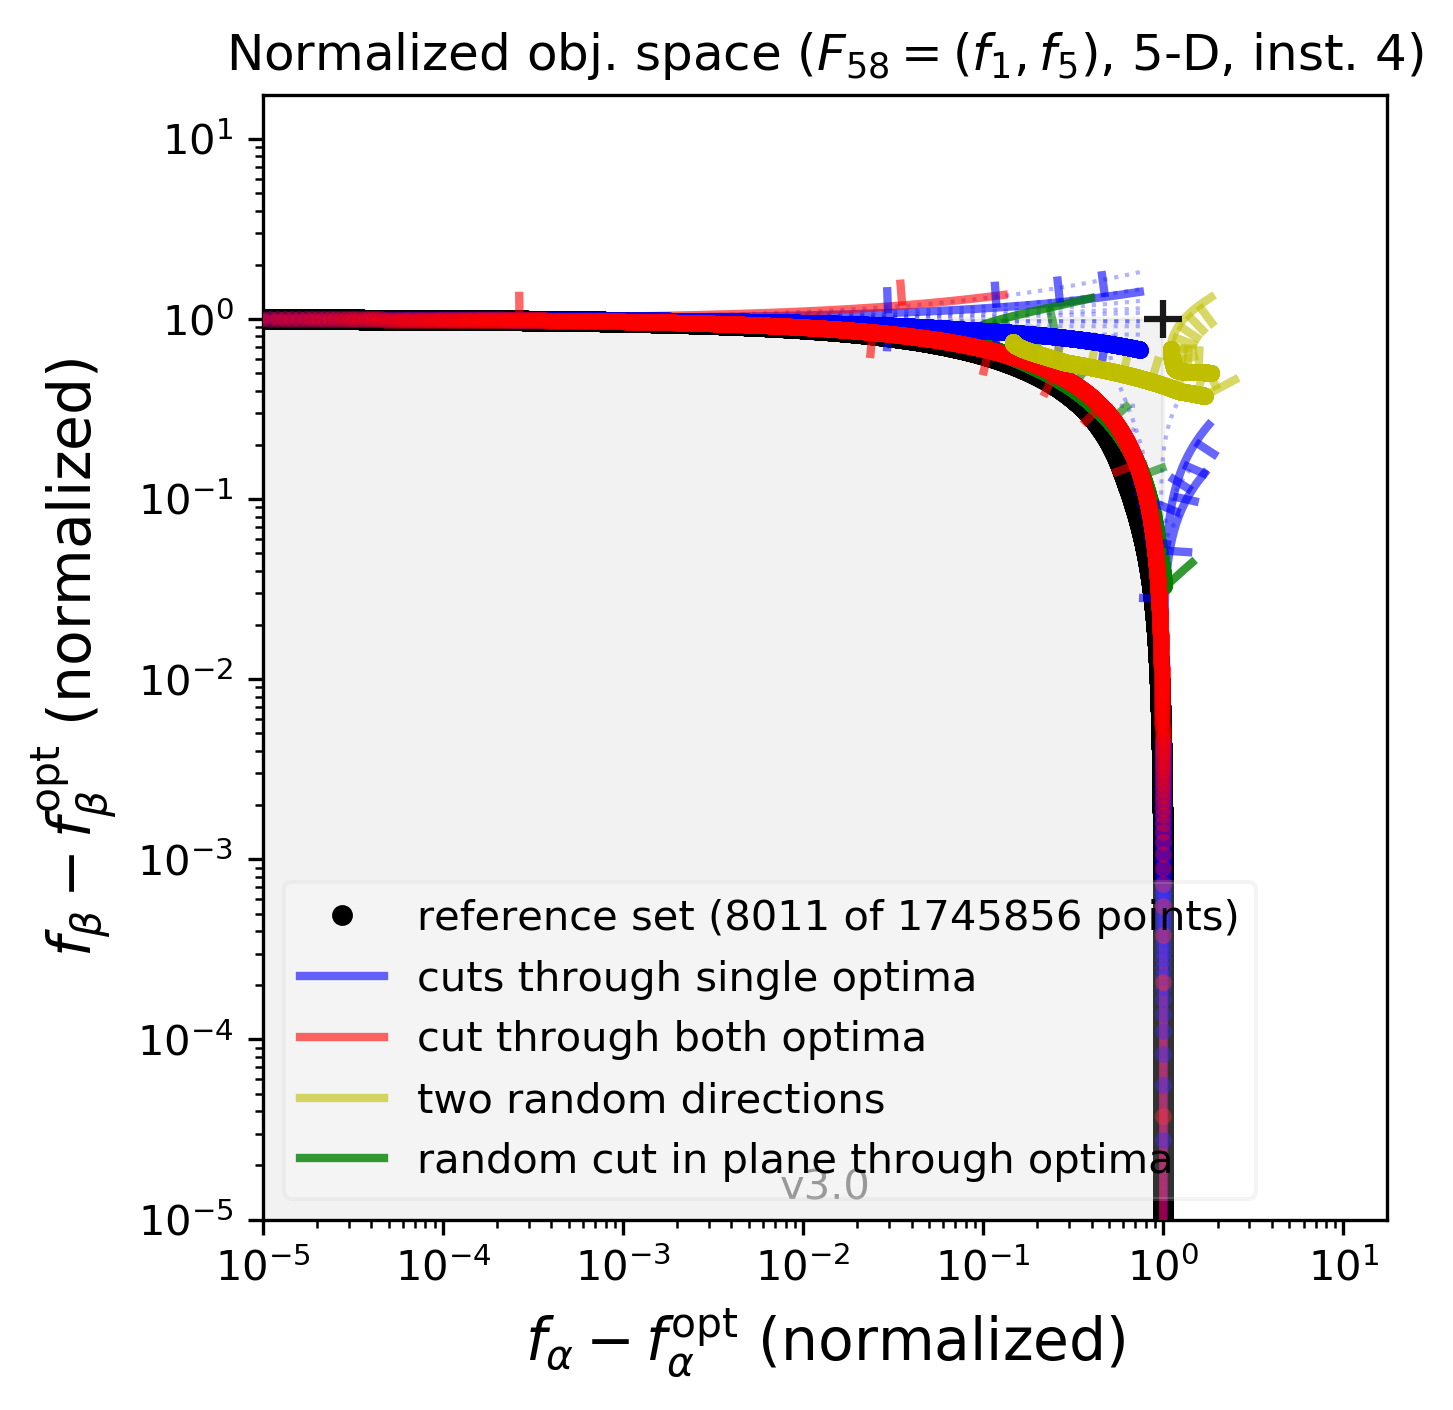 Normalized obj. space (F₅₈ = (f₁, f₅), 5-D, inst. 4)
f_β − f_β^opt (normalized)
10¹
10⁰
10⁻¹
10⁻²
10⁻³
10⁻⁴
10⁻⁵
reference set (8011 of 1745856 points)
cuts through single optima
cut through both optima
two random directions
random cut in plane through optima
v3.0
10⁻⁵ 10⁻⁴ 10⁻³ 10⁻² 10⁻¹ 10⁰ 10¹
f_α − f_α^opt (normalized)